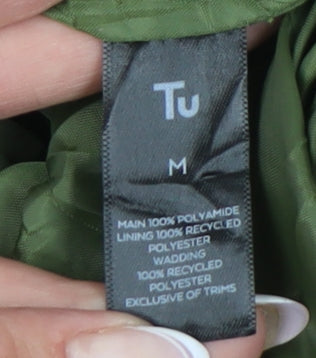 Tu
M
MAIN 100% POLYAMIDE
LINING 100% RECYCLED
POLYESTER
WADDING
100% RECYCLED
POLYESTER
EXCLUSIVE OF TRIMS